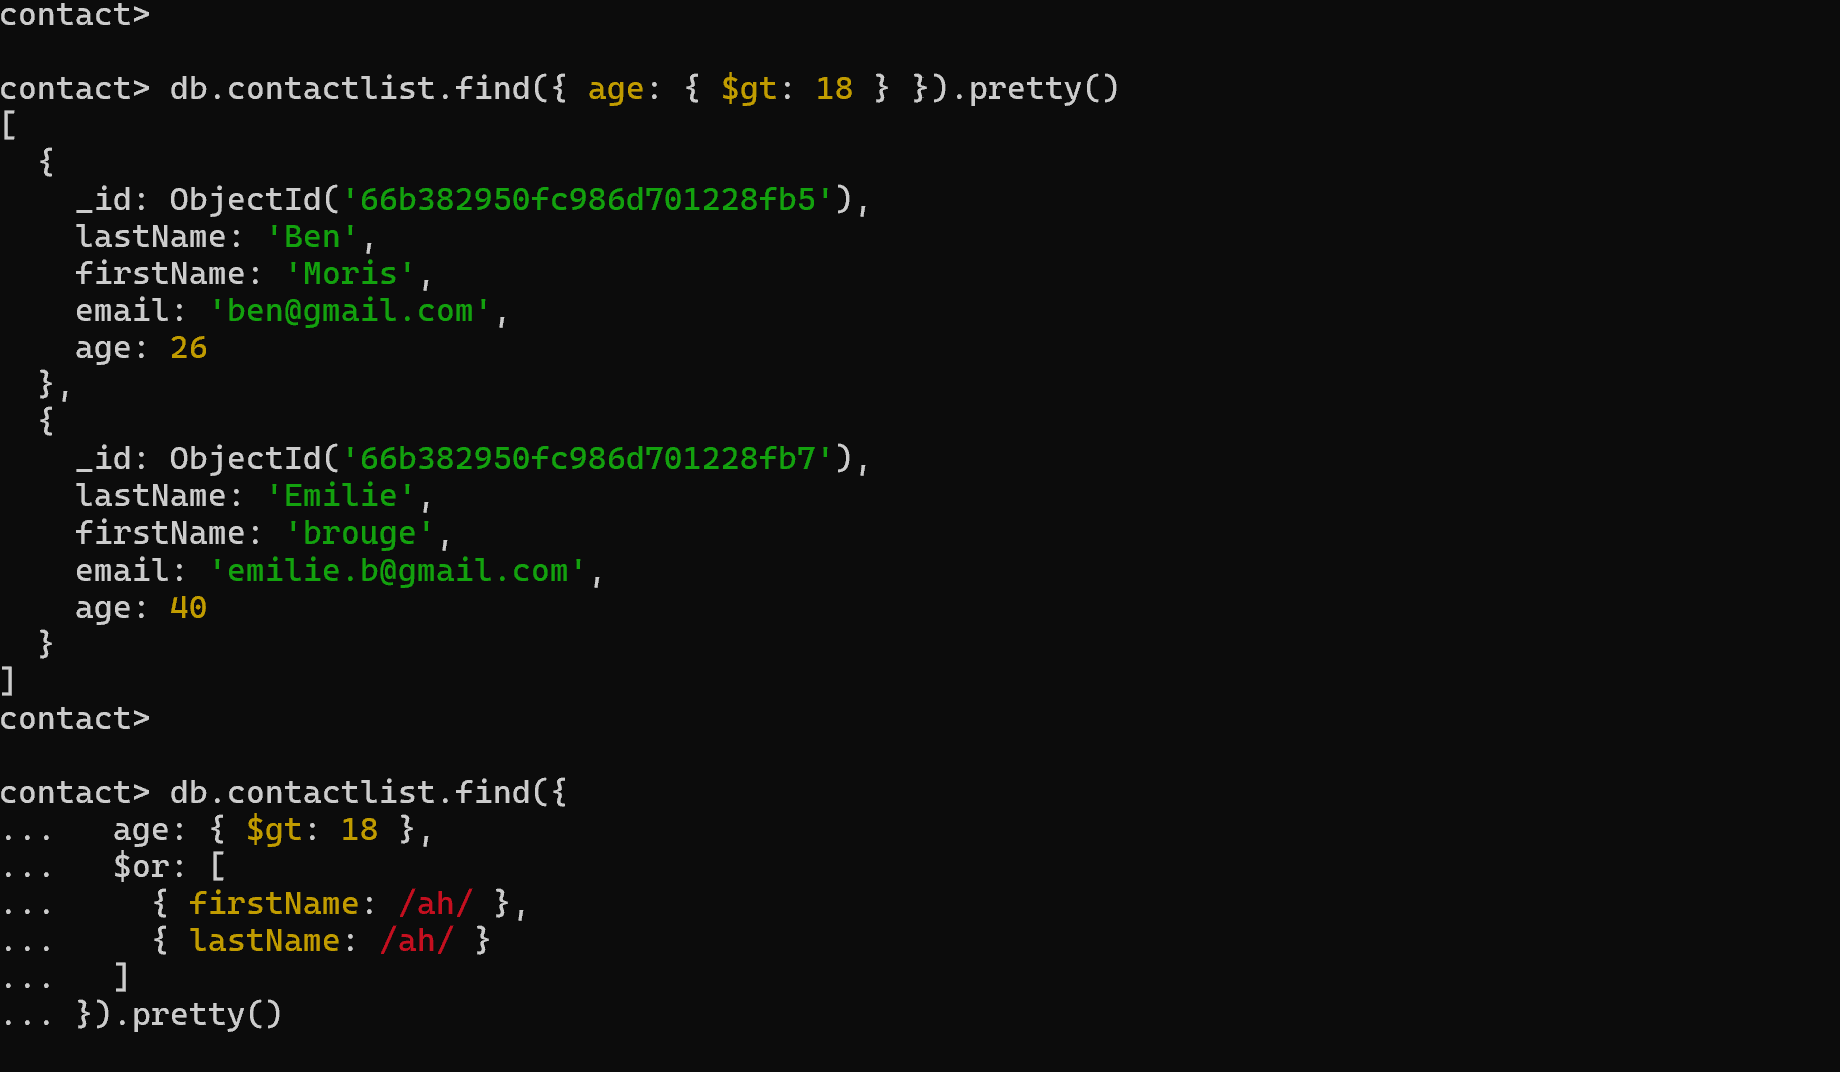 contact>
contact> db.contactlist.find({ age: { $gt: 18 } }).pretty()
[
  {
    _id: ObjectId('66b382950fc986d701228fb5'),
    lastName: 'Ben',
    firstName: 'Moris',
    email: 'ben@gmail.com',
    age: 26
  },
  {
    _id: ObjectId('66b382950fc986d701228fb7'),
    lastName: 'Emilie',
    firstName: 'brouge',
    email: 'emilie.b@gmail.com',
    age: 40
  }
]
contact>
contact> db.contactlist.find({
...   age: { $gt: 18 },
...   $or: [
...     { firstName: /ah/ },
...     { lastName: /ah/ }
...   ]
... }).pretty()